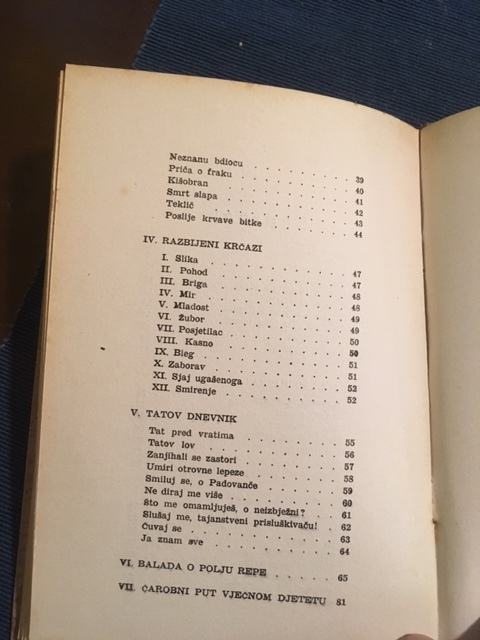 Neznanu bdiocu . . . . . . . . 39
Priča o fraku . . . . . . . . 40
Kišobran . . . . . . . . . 41
Smrt slapa . . . . . . . . . 42
Teklič . . . . . . . . . . 43
Poslije krvave bitke . . . . . . 44
IV. RAZBIJENI KRČAZI
I. Slika . . . . . . . . . . 47
II. Pohod . . . . . . . . . 47
III. Briga . . . . . . . . . 48
IV. Mir . . . . . . . . . . 48
V. Mladost . . . . . . . . . 49
VI. Žubor . . . . . . . . . 49
VII. Posjetilac . . . . . . . . 50
VIII. Kasno . . . . . . . . . 50
IX. Bieg . . . . . . . . . . 51
X. Zaborav . . . . . . . . . 51
XI. Sjaj ugašenoga . . . . . . . 52
XII. Smirenje . . . . . . . . . 52
V. TATOV DNEVNIK
Tat pred vratima . . . . . . . 55
Tatov lov . . . . . . . . . 56
Zanjihali se zastori . . . . . . 57
Umiri otrovne lepeze . . . . . . 58
Smiluj se, o Padovanče . . . . . 59
Ne diraj me više . . . . . . . 60
Što me omamljuješ, o neizbježni? . . 61
Slušaj me, tajanstveni prisluškivaču! . 62
Čuvaj se . . . . . . . . . 63
Ja znam sve . . . . . . . . 64
VI. BALADA O POLJU REPE . . . . . 65
VII. ČAROBNI PUT VJEČNOM DJETETU 81